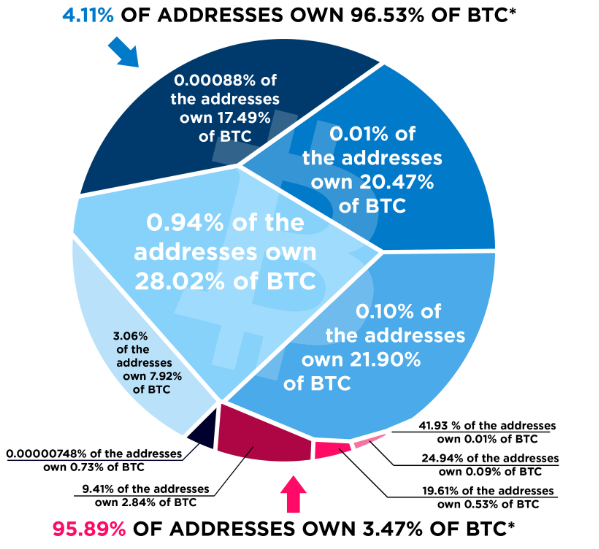 4.11% OF ADDRESSES OWN 96.53% OF BTC*
0.00088% of
the addresses
own 17.49%
of BTC
0.01% of
the addresses
own 20.47%
of BTC
0.94% of the
addresses own
28.02% of BTC
0.10% of
the addresses
own 21.90%
of BTC
3.06%
of the
addresses
own 7.92%
of BTC
41.93 % of the addresses
own 0.01% of BTC
0.00000748% of the addresses
own 0.73% of BTC
24.94% of the addresses
own 0.09% of BTC
9.41% of the addresses
own 2.84% of BTC
19.61% of the addresses
own 0.53% of BTC
95.89% OF ADDRESSES OWN 3.47% OF BTC*